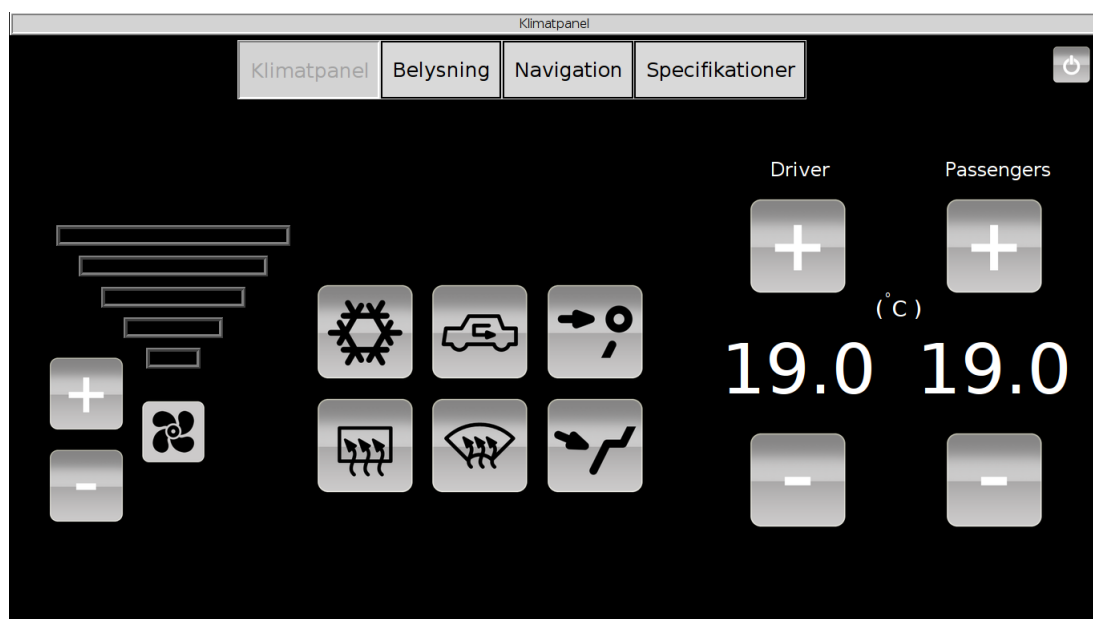 Klimatpanel
Klimatpanel Belysning Navigation Specifikationer
Driver Passengers
+ +
(°C)
19.0 19.0
+
- -
-